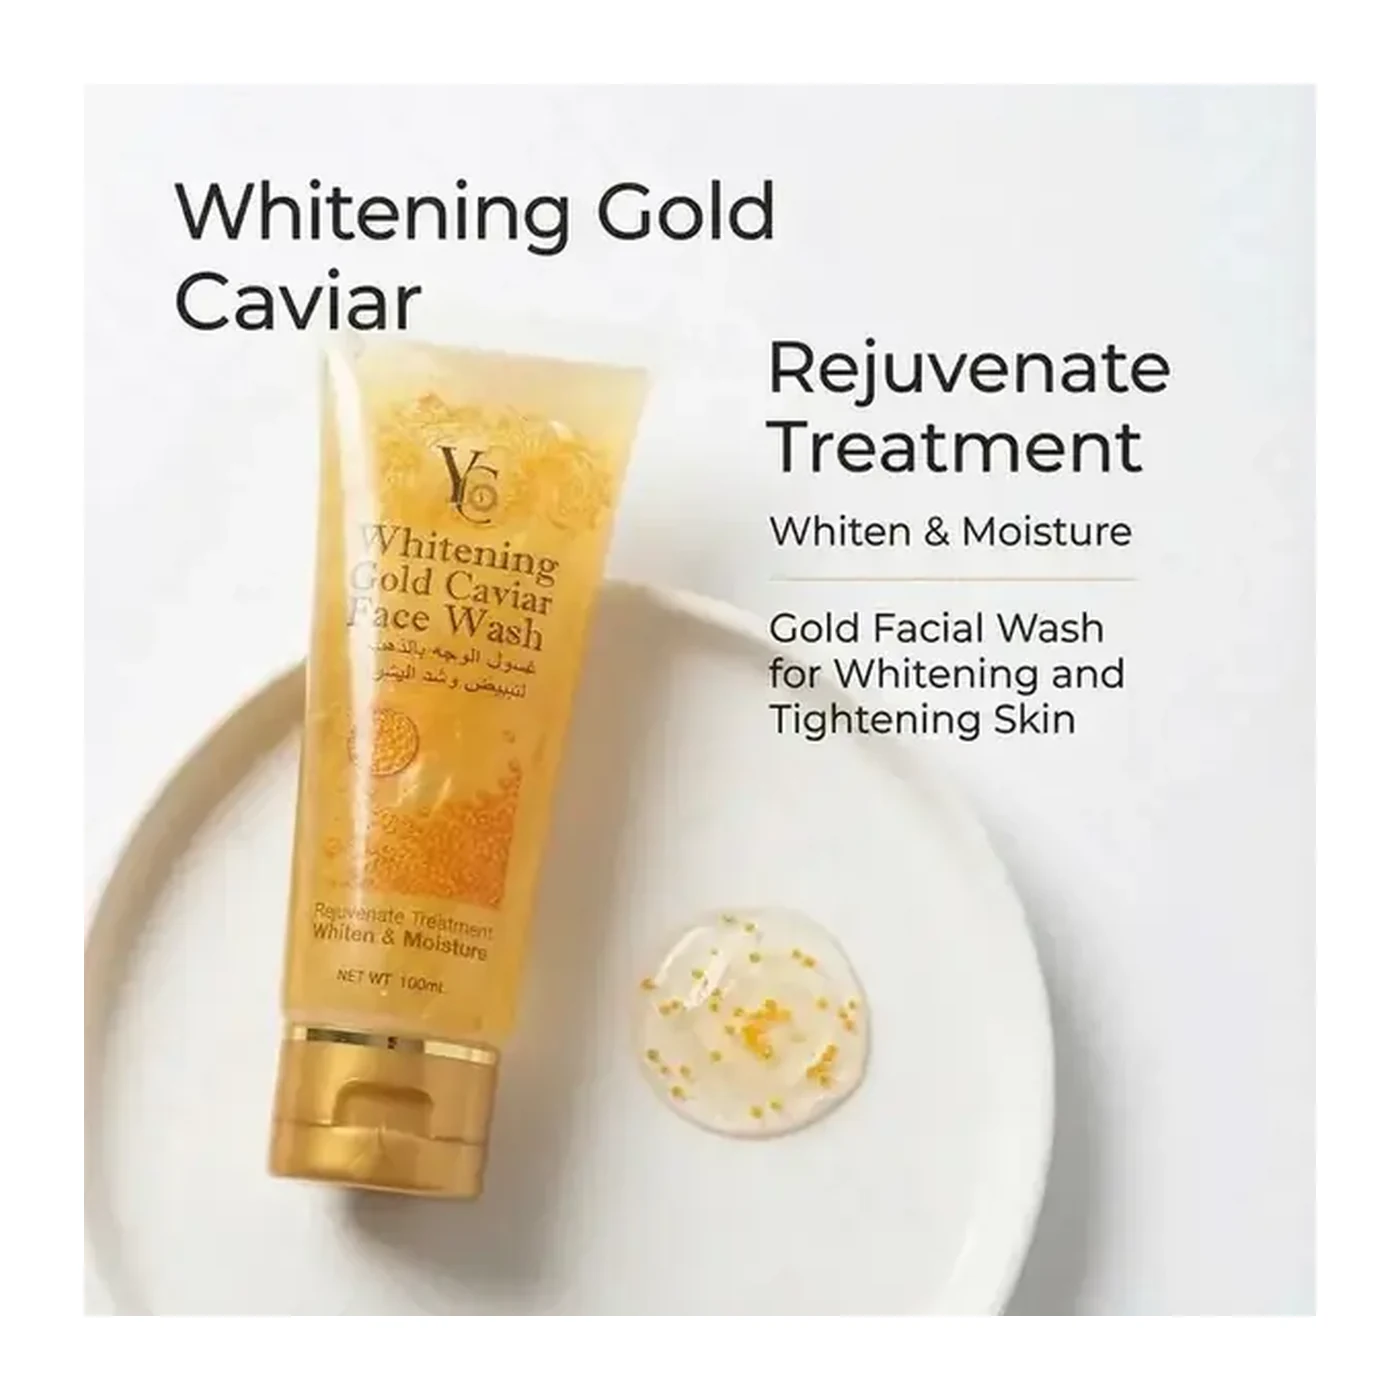 Whitening Gold
Caviar
Rejuvenate
Treatment
Whiten & Moisture
Gold Facial Wash
for Whitening and
Tightening Skin
YC
Whitening
Gold Caviar
Face Wash
غسول الوجه بالذهب
لتبييض وشد البشر
Rejuvenate Treatment
Whiten & Moisture
NET WT 100mL